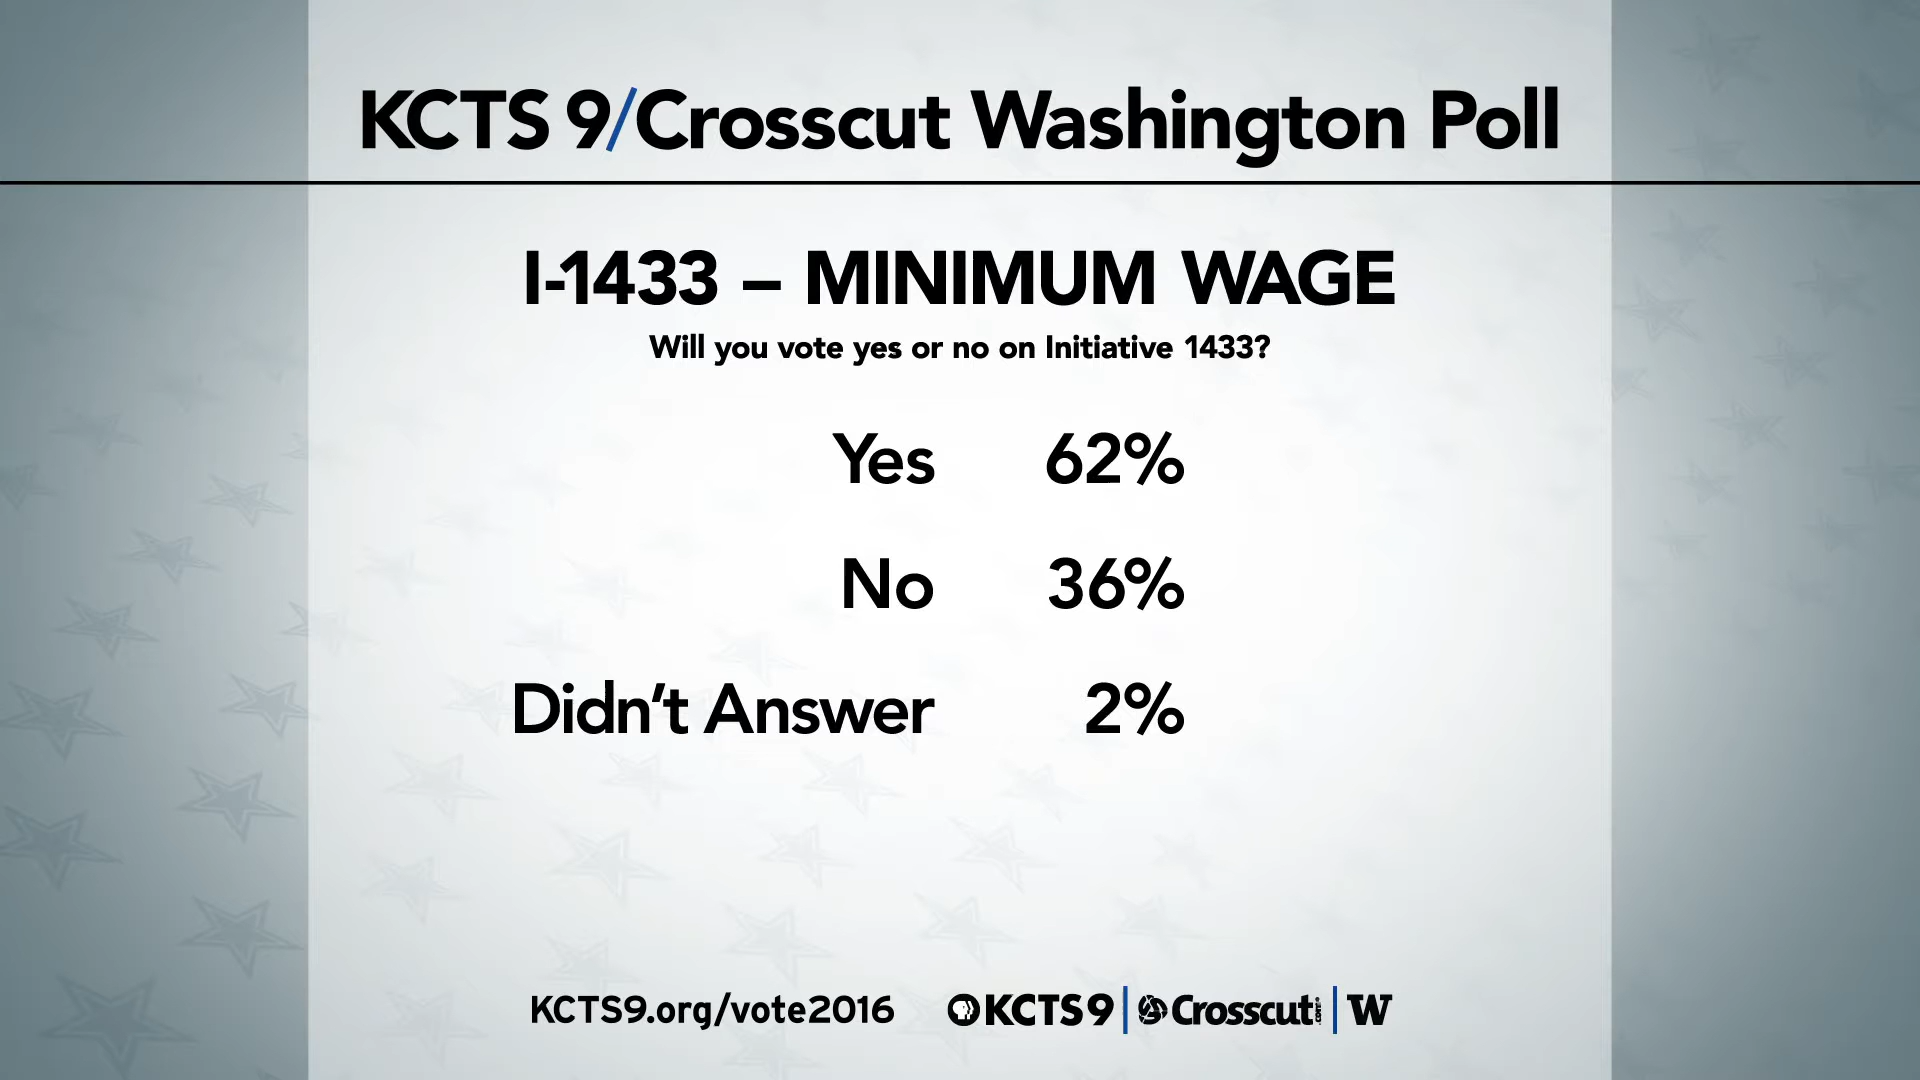 KCTS 9/Crosscut Washington Poll
I-1433 – MINIMUM WAGE
Will you vote yes or no on Initiative 1433?
Yes 62%
No 36%
Didn’t Answer 2%
KCTS9.org/vote2016 KCTS9 | Crosscut.com | W